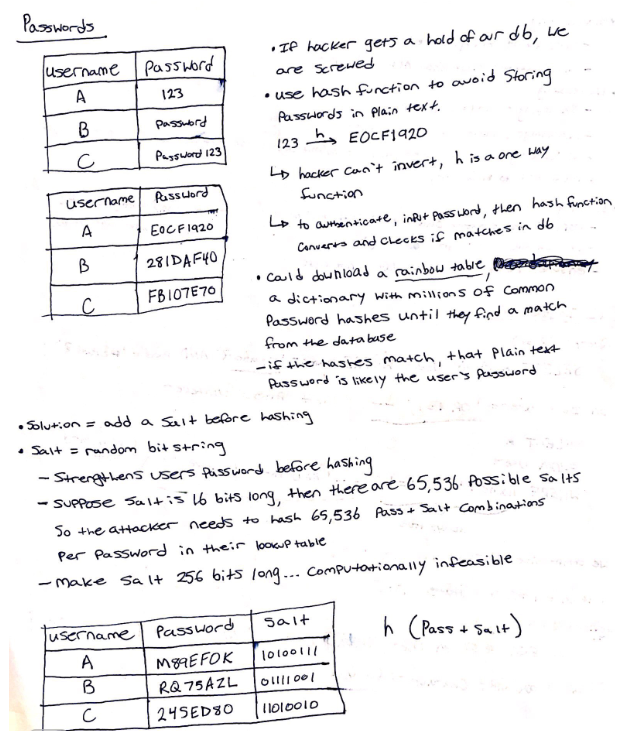 Passwords
username Password
A 123
B Password
C Password 123
username Password
A E0CF1920
B 281DAF40
C FB107E70
• If hacker gets a hold of our db, we
are screwed
• use hash function to avoid storing
Passwords in plain text.
123 h→ E0CF1920
↳ hacker can't invert, h is a one way
function
↳ to authenticate, input password, then hash function
converts and checks if matches in db
• Could download a rainbow table,
a dictionary with millions of common
Password hashes until they find a match
from the database
- if the hashes match, that plain text
Password is likely the user's password
• Solution = add a salt before hashing
• Salt = random bit string
- Strengthens users password before hashing
- suppose salt is 16 bits long, then there are 65,536 possible salts
So the attacker needs to hash 65,536 pass + salt combinations
Per password in their lookup table
- make salt 256 bits long... computationally infeasible
username Password Salt
A M89EF0K 10100111
B RQ75AZL 01111001
C 245ED80 11010010
h (Pass + Salt)